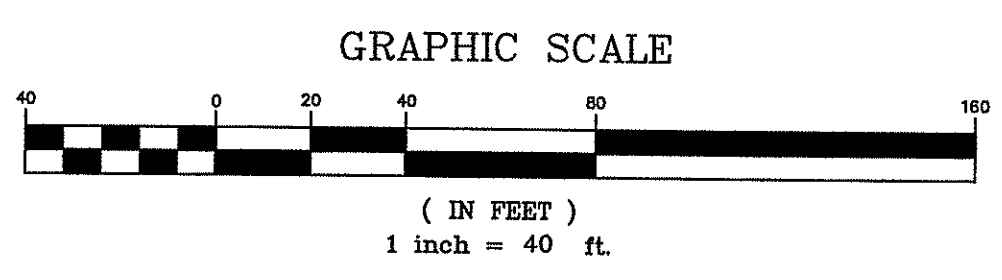 GRAPHIC SCALE
40 0 20 40 80 160
( IN FEET )
1 inch = 40 ft.